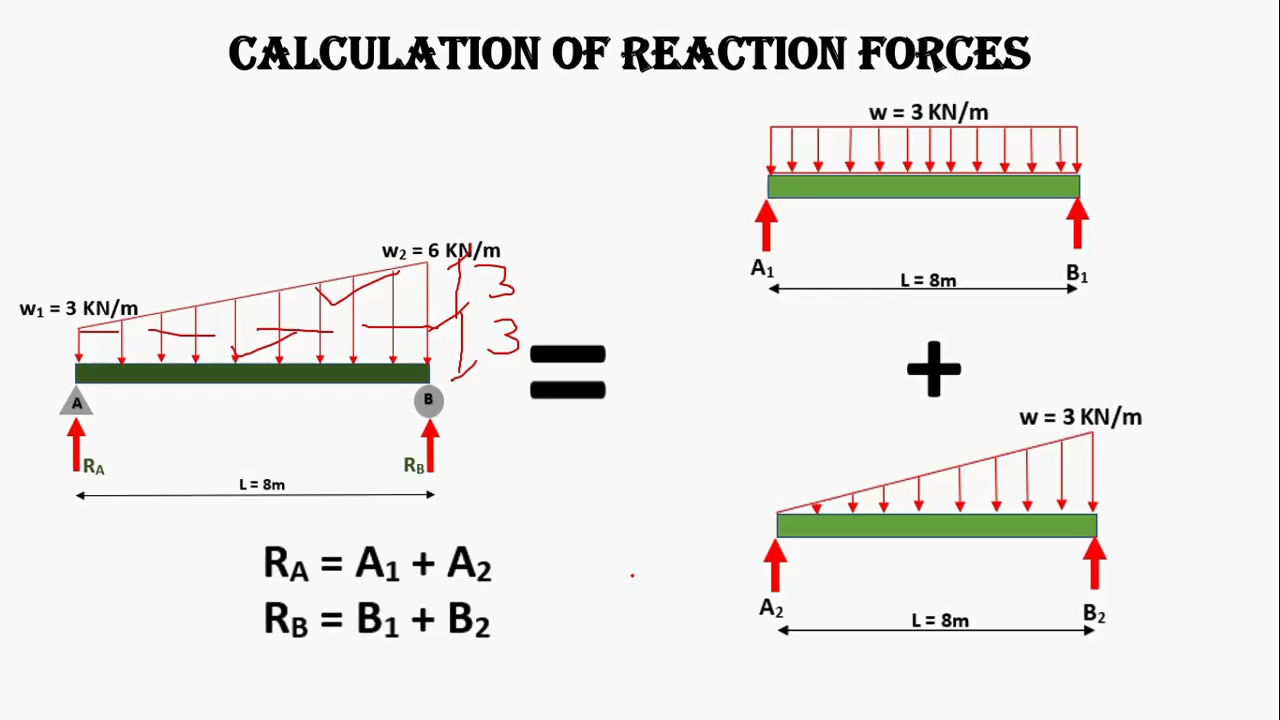 CALCULATION OF REACTION FORCES
w = 3 KN/m
A₁
B₁
L = 8m
w₂ = 6 KN/m
w₁ = 3 KN/m
3
3
A
B
R_A
R_B
L = 8m
w = 3 KN/m
A₂
B₂
L = 8m
R_A = A₁ + A₂
R_B = B₁ + B₂